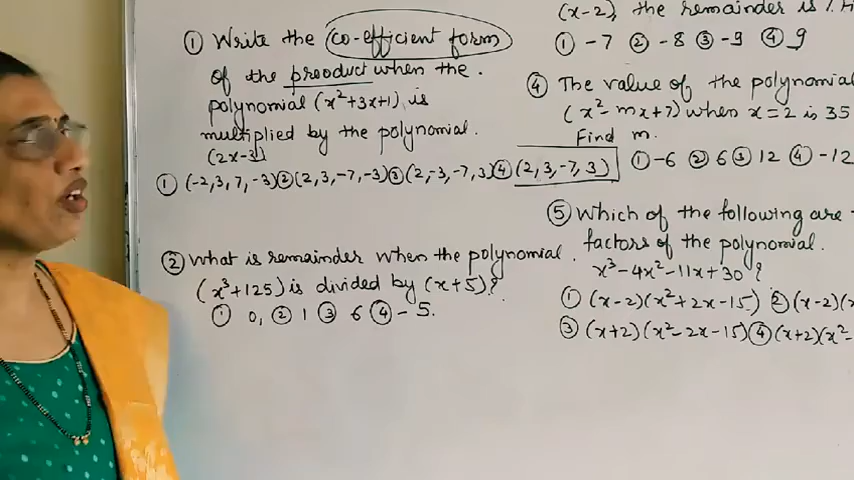 ① Write the co-efficient form
of the preoduct when the.
polynomial (x²+3x+1) is
multiplied by the polynomial.
(2x-3)
① (-2,3,7,-3) ② (2,3,-7,-3) ③ (2,-3,-7,3) ④ (2,3,-7,3)
② What is remainder when the polynomial.
(x³+125) is divided by (x+5)?
① 0, ② 1 ③ 6 ④ -5.
(x-2), the remainder is
① -7 ② -8 ③ -9 ④ 9
④ The value of the polynomial
(x²-mx+7) when x=2 is 35
Find m.
① -6 ② 6 ③ 12 ④ -12
⑤ Which of the following are
factors of the polynomial.
x³-4x²-11x+30?
① (x-2)(x²+2x-15) ② (x-2)(x
③ (x+2)(x²-2x-15) ④ (x+2)(x²-